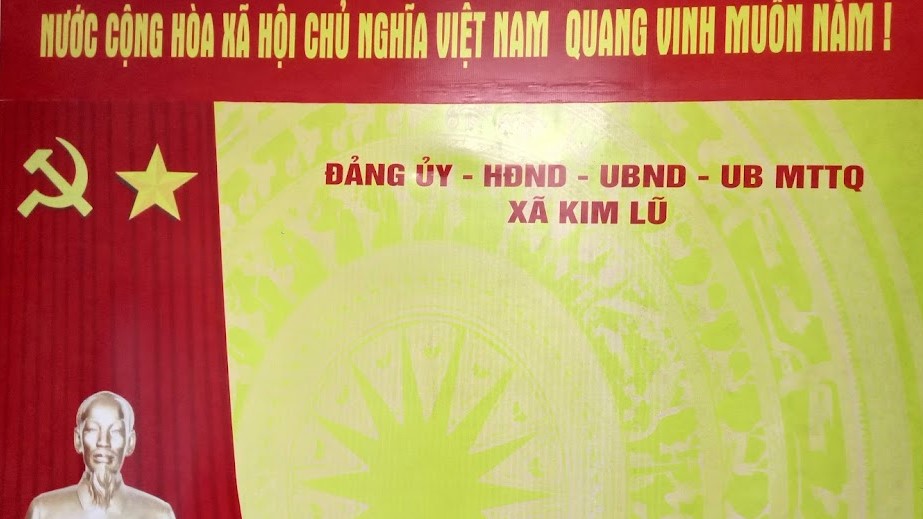 NƯỚC CỘNG HÒA XÃ HỘI CHỦ NGHĨA VIỆT NAM QUANG VINH MUÔN NĂM !
ĐẢNG ỦY - HĐND - UBND - UB MTTQ
XÃ KIM LŨ